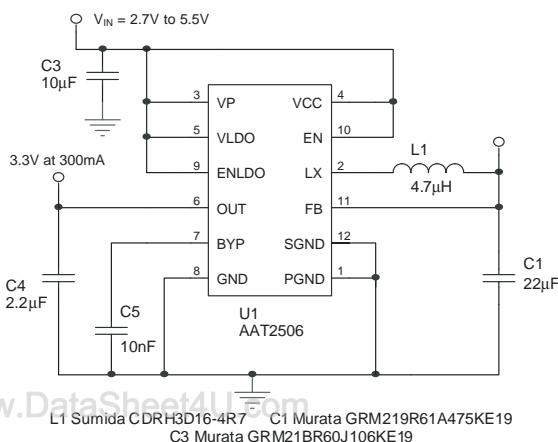 V_IN = 2.7V to 5.5V
C3
10μF
3 VP VCC 4
5 VLDO EN 10
L1
3.3V at 300mA
9 ENLDO LX 2
4.7μH
6 OUT FB 11
7 BYP SGND 12
C4
2.2μF
8 GND PGND 1
C1
22μF
C5
10nF
U1
AAT2506
w.DataSheet4U.com
L1 Sumida CDRH3D16-4R7 C1 Murata GRM219R61A475KE19
C3 Murata GRM21BR60J106KE19